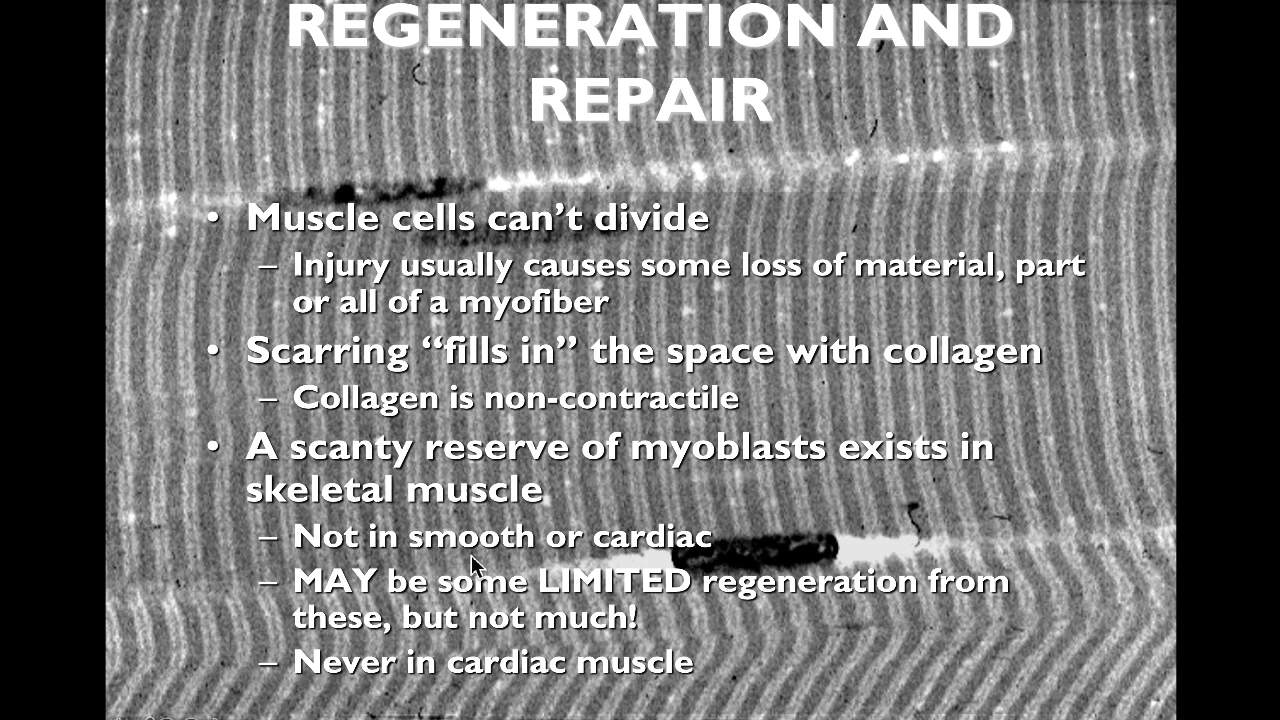 REGENERATION AND
REPAIR
• Muscle cells can’t divide
– Injury usually causes some loss of material, part
or all of a myofiber
• Scarring “fills in” the space with collagen
– Collagen is non-contractile
• A scanty reserve of myoblasts exists in
skeletal muscle
– Not in smooth or cardiac
– MAY be some LIMITED regeneration from
these, but not much!
– Never in cardiac muscle